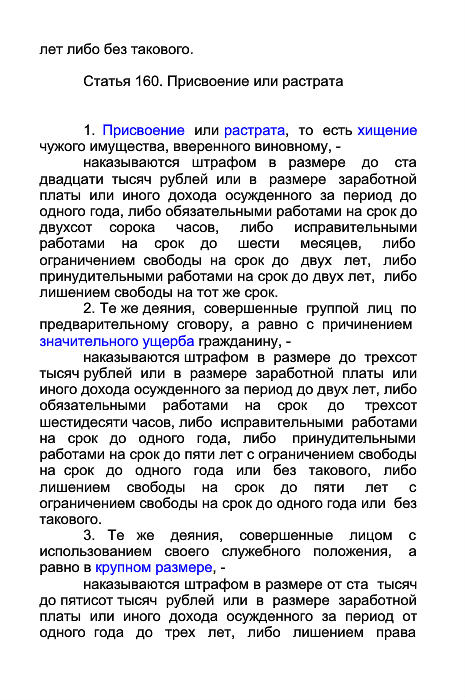 лет либо без такового.
Статья 160. Присвоение или растрата
1. Присвоение или растрата, то есть хищение
чужого имущества, вверенного виновному, -
наказываются штрафом в размере до ста
двадцати тысяч рублей или в размере заработной
платы или иного дохода осужденного за период до
одного года, либо обязательными работами на срок до
двухсот сорока часов, либо исправительными
работами на срок до шести месяцев, либо
ограничением свободы на срок до двух лет, либо
принудительными работами на срок до двух лет, либо
лишением свободы на тот же срок.
2. Те же деяния, совершенные группой лиц по
предварительному сговору, а равно с причинением
значительного ущерба гражданину, -
наказываются штрафом в размере до трехсот
тысяч рублей или в размере заработной платы или
иного дохода осужденного за период до двух лет, либо
обязательными работами на срок до трехсот
шестидесяти часов, либо исправительными работами
на срок до одного года, либо принудительными
работами на срок до пяти лет с ограничением свободы
на срок до одного года или без такового, либо
лишением свободы на срок до пяти лет с
ограничением свободы на срок до одного года или без
такового.
3. Те же деяния, совершенные лицом с
использованием своего служебного положения, а
равно в крупном размере, -
наказываются штрафом в размере от ста тысяч
до пятисот тысяч рублей или в размере заработной
платы или иного дохода осужденного за период от
одного года до трех лет, либо лишением права